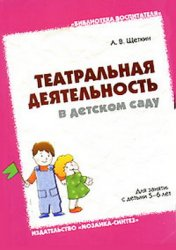 «БИБЛИОТЕКА ВОСПИТАТЕЛЯ»
А. В. Щеткин
ТЕАТРАЛЬНАЯ
ДЕЯТЕЛЬНОСТЬ
в детском саду
Для занятий
с детьми 5–6 лет
ИЗДАТЕЛЬСТВО «МОЗАИКА-СИНТЕЗ»